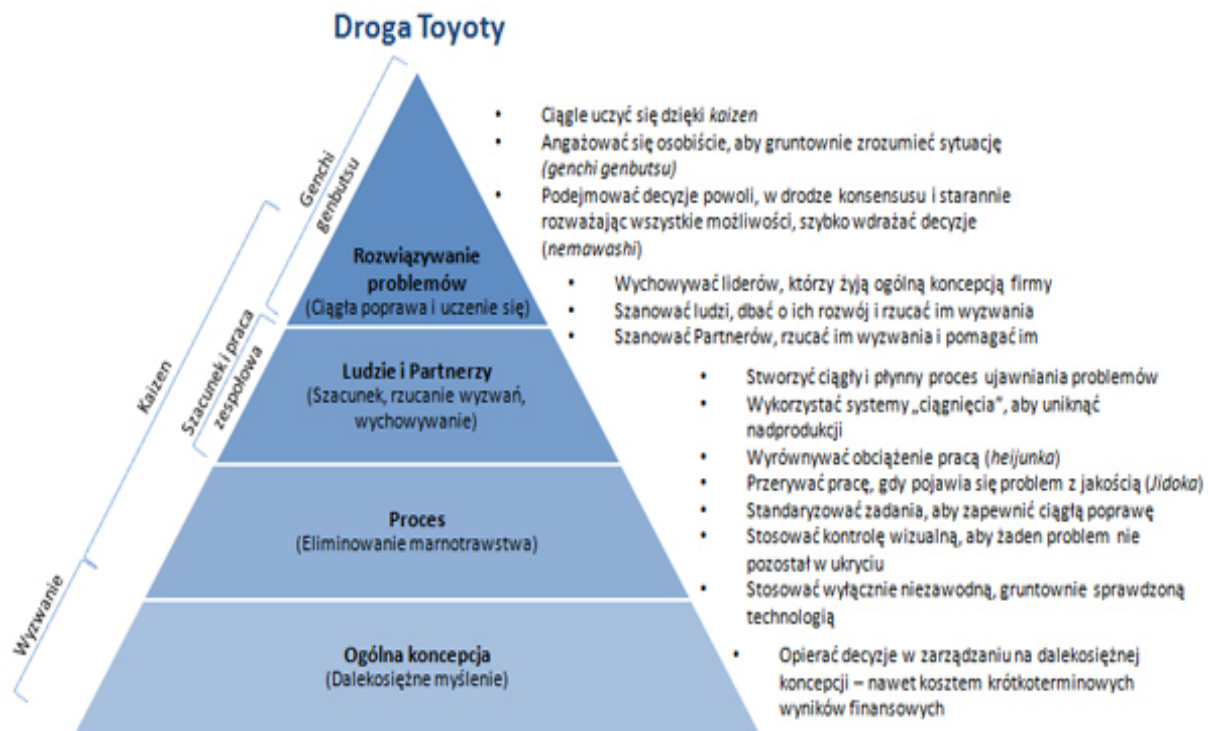 Droga Toyoty
Genchi
genbutsu
Kaizen
Szacunek i praca
zespołowa
Wyzwanie
Rozwiązywanie
problemów
(Ciągła poprawa i uczenie się)
• Ciągle uczyć się dzięki kaizen
• Angażować się osobiście, aby gruntownie zrozumieć sytuację
(genchi genbutsu)
• Podejmować decyzje powoli, w drodze konsensusu i starannie
rozważając wszystkie możliwości, szybko wdrażać decyzje
(nemawashi)
Ludzie i Partnerzy
(Szacunek, rzucanie wyzwań,
wychowywanie)
• Wychowywać liderów, którzy żyją ogólną koncepcją firmy
• Szanować ludzi, dbać o ich rozwój i rzucać im wyzwania
• Szanować Partnerów, rzucać im wyzwania i pomagać im
Proces
(Eliminowanie marnotrawstwa)
• Stworzyć ciągły i płynny proces ujawniania problemów
• Wykorzystać systemy „ciągnięcia”, aby uniknąć
nadprodukcji
• Wyrównywać obciążenie pracą (heijunka)
• Przerywać pracę, gdy pojawia się problem z jakością (Jidoka)
• Standaryzować zadania, aby zapewnić ciągłą poprawę
• Stosować kontrolę wizualną, aby żaden problem nie
pozostał w ukryciu
• Stosować wyłącznie niezawodną, gruntownie sprawdzoną
technologią
Ogólna koncepcja
(Dalekosiężne myślenie)
• Opierać decyzje w zarządzaniu na dalekosiężnej
koncepcji – nawet kosztem krótkoterminowych
wyników finansowych